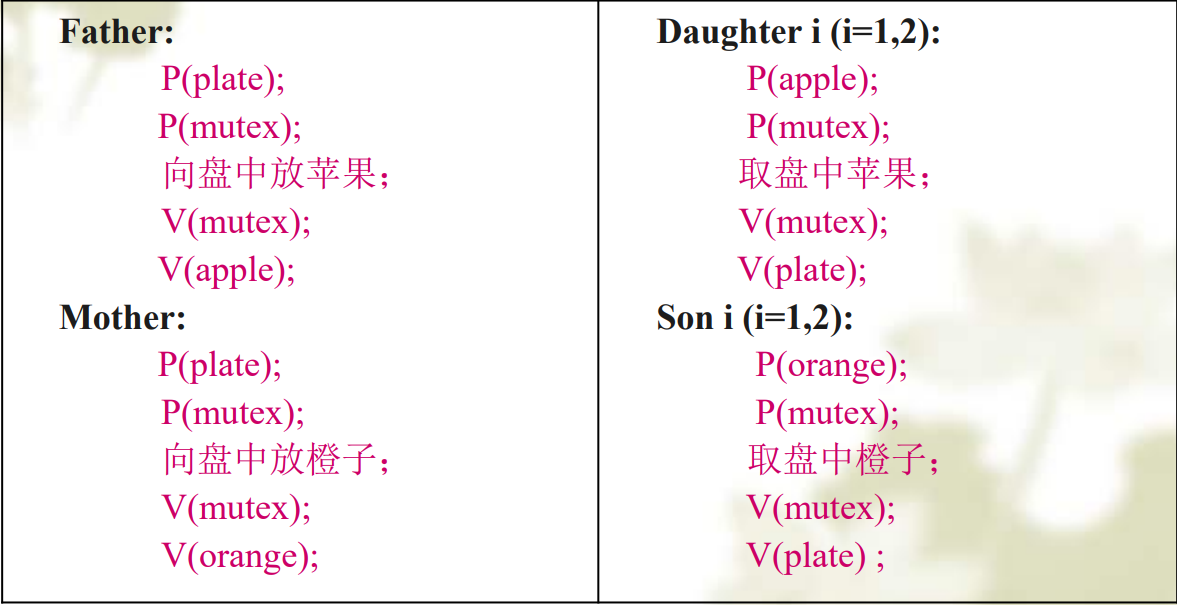 Father:
P(plate);
P(mutex);
向盘中放苹果；
V(mutex);
V(apple);
Mother:
P(plate);
P(mutex);
向盘中放橙子；
V(mutex);
V(orange);
Daughter i (i=1,2):
P(apple);
P(mutex);
取盘中苹果；
V(mutex);
V(plate);
Son i (i=1,2):
P(orange);
P(mutex);
取盘中橙子；
V(mutex);
V(plate) ;